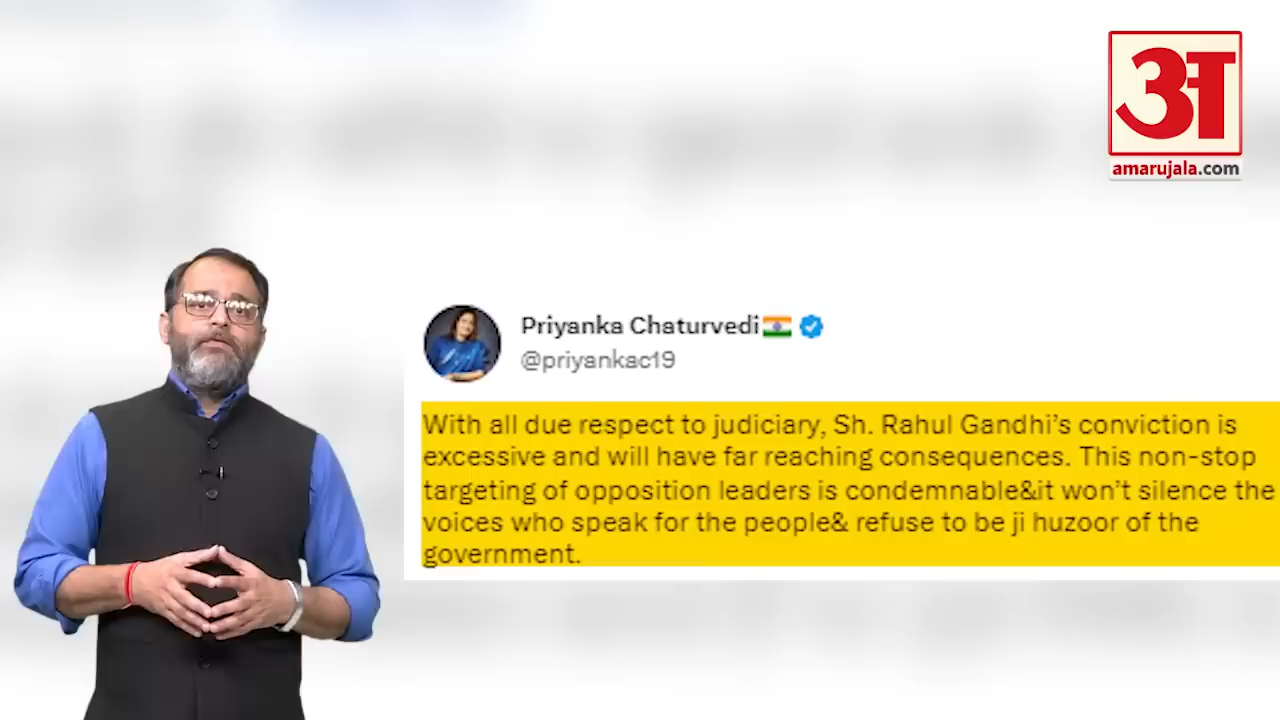 अ
amarujala.com
Priyanka Chaturvedi
@priyankac19
With all due respect to judiciary, Sh. Rahul Gandhi’s conviction is
excessive and will have far reaching consequences. This non-stop
targeting of opposition leaders is condemnable&it won’t silence the
voices who speak for the people& refuse to be ji huzoor of the
government.